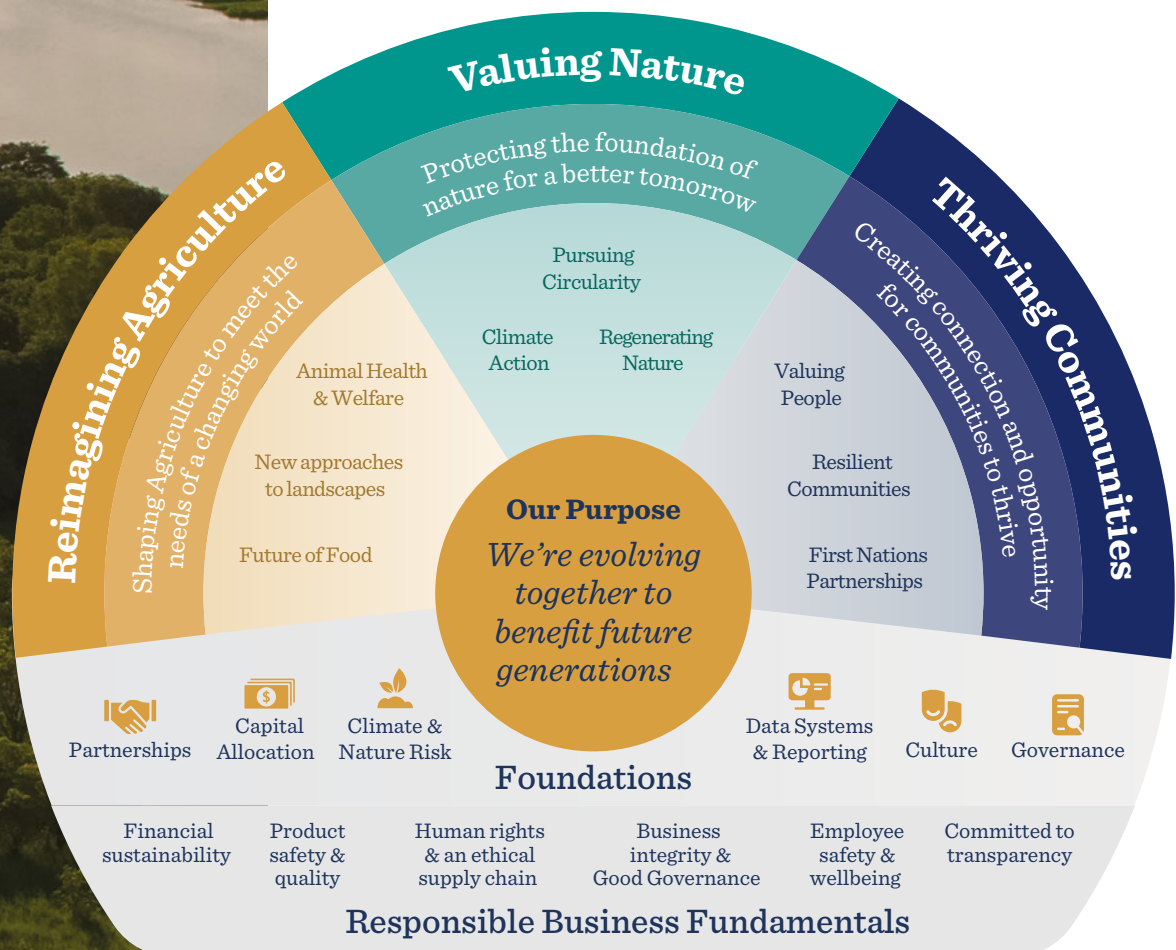 Valuing Nature
Protecting the foundation of
nature for a better tomorrow
Pursuing
Circularity
Climate
Action
Regenerating
Nature
Reimagining Agriculture
Shaping Agriculture to meet the
needs of a changing world
Animal Health
& Welfare
New approaches
to landscapes
Future of Food
Thriving Communities
Creating connection and opportunity
for communities to thrive
Valuing
People
Resilient
Communities
First Nations
Partnerships
Our Purpose
We’re evolving
together to
benefit future
generations
Partnerships
$
Capital
Allocation
Climate &
Nature Risk
Data Systems
& Reporting
Culture
Governance
Foundations
Financial
sustainability
Product
safety &
quality
Human rights
& an ethical
supply chain
Business
integrity &
Good Governance
Employee
safety &
wellbeing
Committed to
transparency
Responsible Business Fundamentals